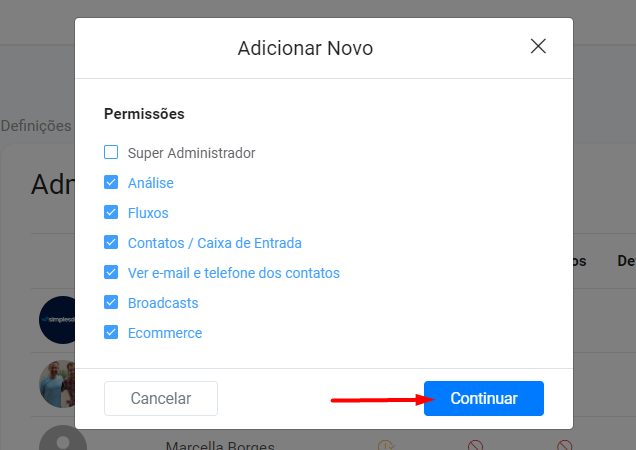 Adicionar Novo
Definições
Permissões
Super Administrador
Adm
Análise
Fluxos
Contatos / Caixa de Entrada
os
De
Ver e-mail e telefone dos contatos
Broadcasts
simplesd
Ecommerce
Cancelar
Continuar
Marcella Borges